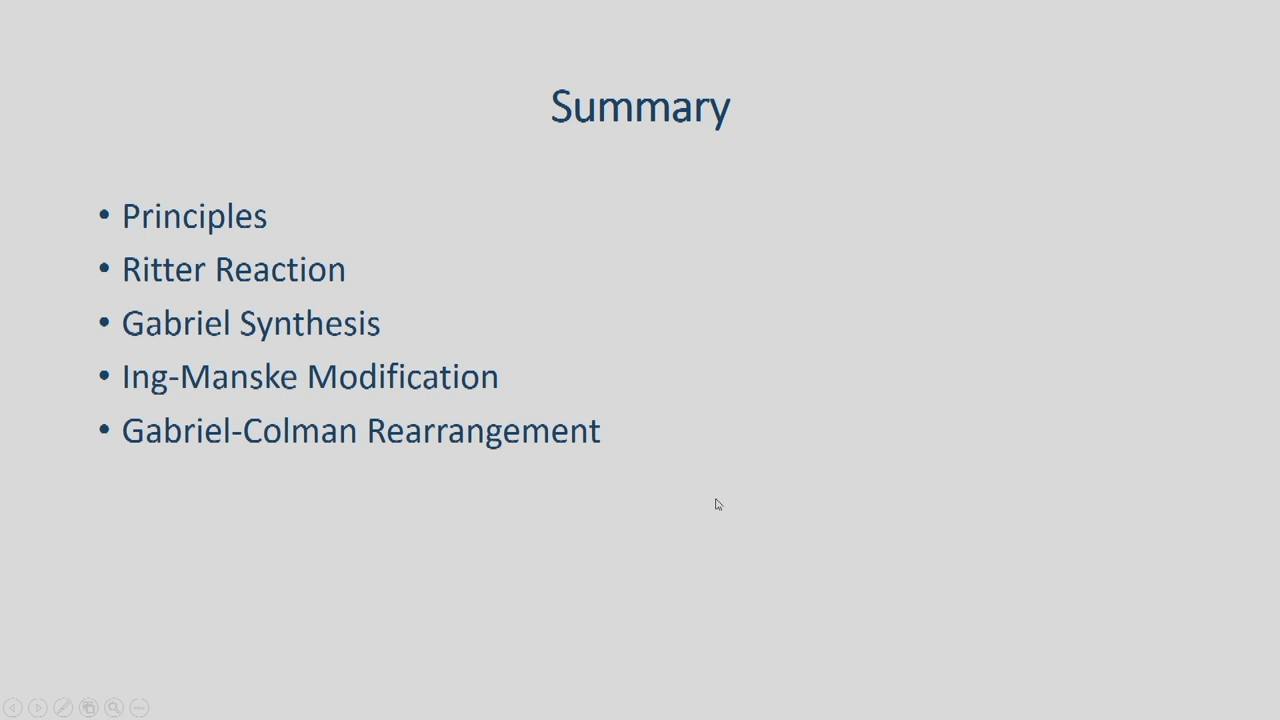 Summary
• Principles
• Ritter Reaction
• Gabriel Synthesis
• Ing-Manske Modification
• Gabriel-Colman Rearrangement